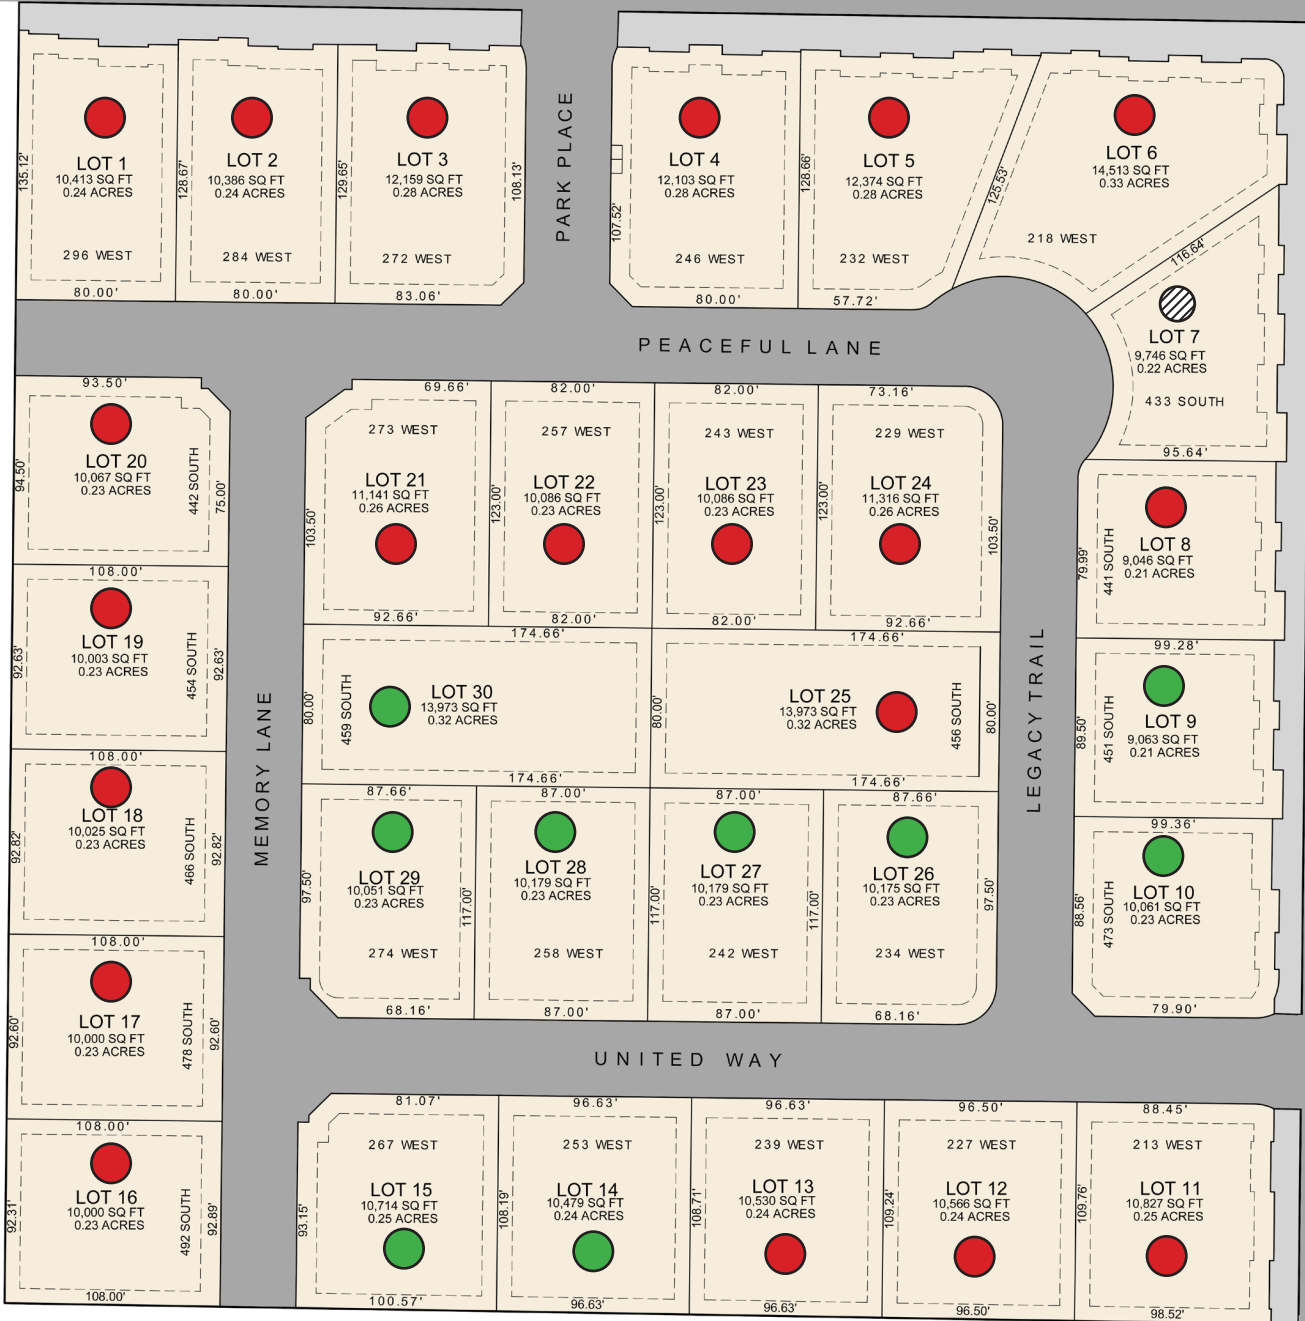 PARK PLACE
LOT 1
10,413 SQ FT
0.24 ACRES
296 WEST
135.12'
80.00'
LOT 2
10,386 SQ FT
0.24 ACRES
284 WEST
128.67'
80.00'
LOT 3
12,159 SQ FT
0.28 ACRES
272 WEST
129.65'
108.13'
83.06'
LOT 4
12,103 SQ FT
0.28 ACRES
246 WEST
107.52'
80.00'
LOT 5
12,374 SQ FT
0.28 ACRES
232 WEST
128.66'
57.72'
LOT 6
14,513 SQ FT
0.33 ACRES
218 WEST
125.53'
116.64'
LOT 7
9,746 SQ FT
0.22 ACRES
433 SOUTH
95.64'
PEACEFUL LANE
93.50'
LOT 20
10,067 SQ FT
0.23 ACRES
442 SOUTH
94.50'
75.00'
108.00'
69.66'
273 WEST
LOT 21
11,141 SQ FT
0.26 ACRES
103.50'
92.66'
82.00'
257 WEST
LOT 22
10,086 SQ FT
0.23 ACRES
123.00'
82.00'
82.00'
243 WEST
LOT 23
10,086 SQ FT
0.23 ACRES
123.00'
82.00'
73.16'
229 WEST
LOT 24
11,316 SQ FT
0.26 ACRES
123.00'
103.50'
92.66'
LOT 8
9,046 SQ FT
0.21 ACRES
441 SOUTH
79.99'
99.28'
LOT 19
10,003 SQ FT
0.23 ACRES
454 SOUTH
92.63'
92.63'
108.00'
MEMORY LANE
174.66'
LOT 30
13,973 SQ FT
0.32 ACRES
459 SOUTH
80.00'
174.66'
174.66'
LOT 25
13,973 SQ FT
0.32 ACRES
456 SOUTH
80.00'
80.00'
174.66'
LEGACY TRAIL
LOT 9
9,063 SQ FT
0.21 ACRES
451 SOUTH
89.50'
99.36'
LOT 18
10,025 SQ FT
0.23 ACRES
466 SOUTH
92.82'
92.82'
108.00'
87.66'
LOT 29
10,051 SQ FT
0.23 ACRES
274 WEST
97.50'
117.00'
68.16'
87.00'
LOT 28
10,179 SQ FT
0.23 ACRES
258 WEST
117.00'
87.00'
87.00'
LOT 27
10,179 SQ FT
0.23 ACRES
242 WEST
117.00'
87.00'
87.66'
LOT 26
10,175 SQ FT
0.23 ACRES
234 WEST
97.50'
68.16'
LOT 10
10,061 SQ FT
0.23 ACRES
473 SOUTH
88.56'
79.90'
LOT 17
10,000 SQ FT
0.23 ACRES
478 SOUTH
92.60'
92.60'
108.00'
UNITED WAY
LOT 16
10,000 SQ FT
0.23 ACRES
492 SOUTH
92.31'
92.89'
108.00'
81.07'
267 WEST
LOT 15
10,714 SQ FT
0.25 ACRES
93.15'
100.57'
96.63'
253 WEST
LOT 14
10,479 SQ FT
0.24 ACRES
108.19'
96.63'
96.63'
239 WEST
LOT 13
10,530 SQ FT
0.24 ACRES
108.71'
96.63'
96.50'
227 WEST
LOT 12
10,566 SQ FT
0.24 ACRES
109.24'
96.50'
88.45'
213 WEST
LOT 11
10,827 SQ FT
0.25 ACRES
109.76'
98.52'